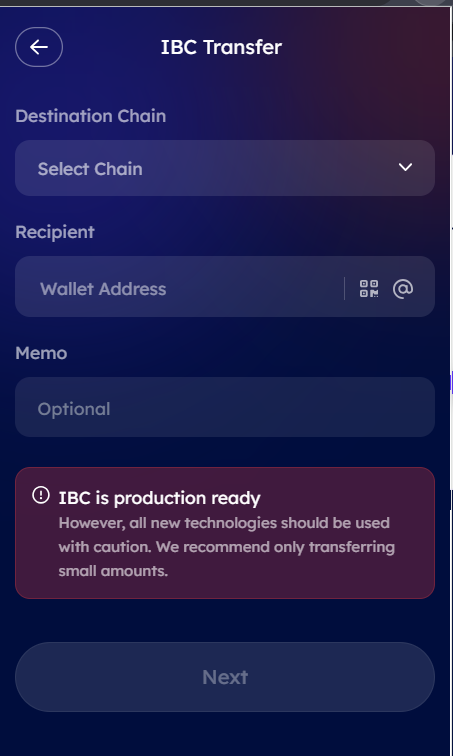 IBC Transfer
Destination Chain
Select Chain
Recipient
Wallet Address
Memo
Optional
IBC is production ready
However, all new technologies should be used
with caution. We recommend only transferring
small amounts.
Next